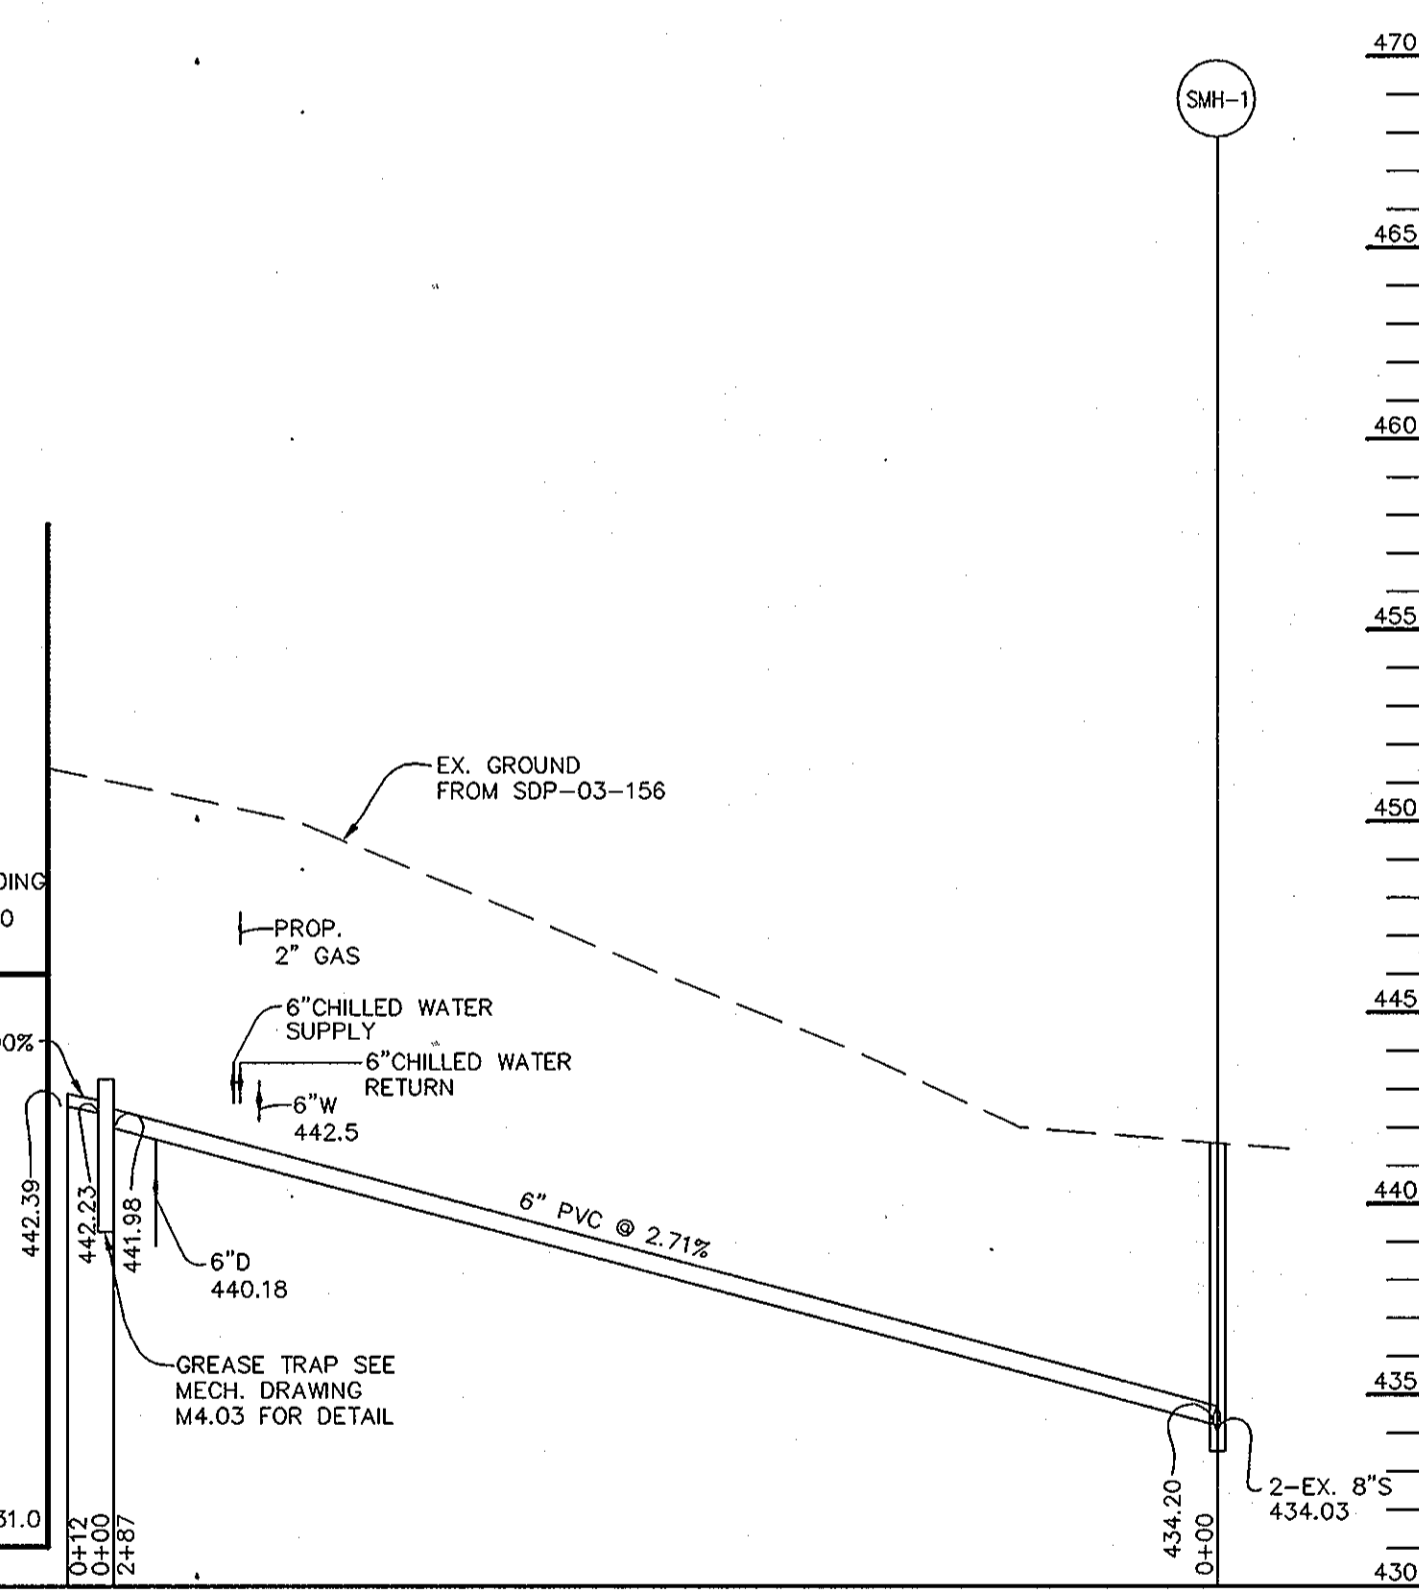 470
SMH-1
465
460
455
EX. GROUND
FROM SDP-03-156
450
DING
0
PROP.
2" GAS
6"CHILLED WATER
SUPPLY
445
0%
6"CHILLED WATER
RETURN
6"W
442.5
442.39
442.23
441.98
6" PVC @ 2.71%
440
6"D
440.18
GREASE TRAP SEE
MECH. DRAWING
M4.03 FOR DETAIL
435
434.20
2-EX. 8"S
434.03
31.0
0+12
0+00
2+87
0+00
430